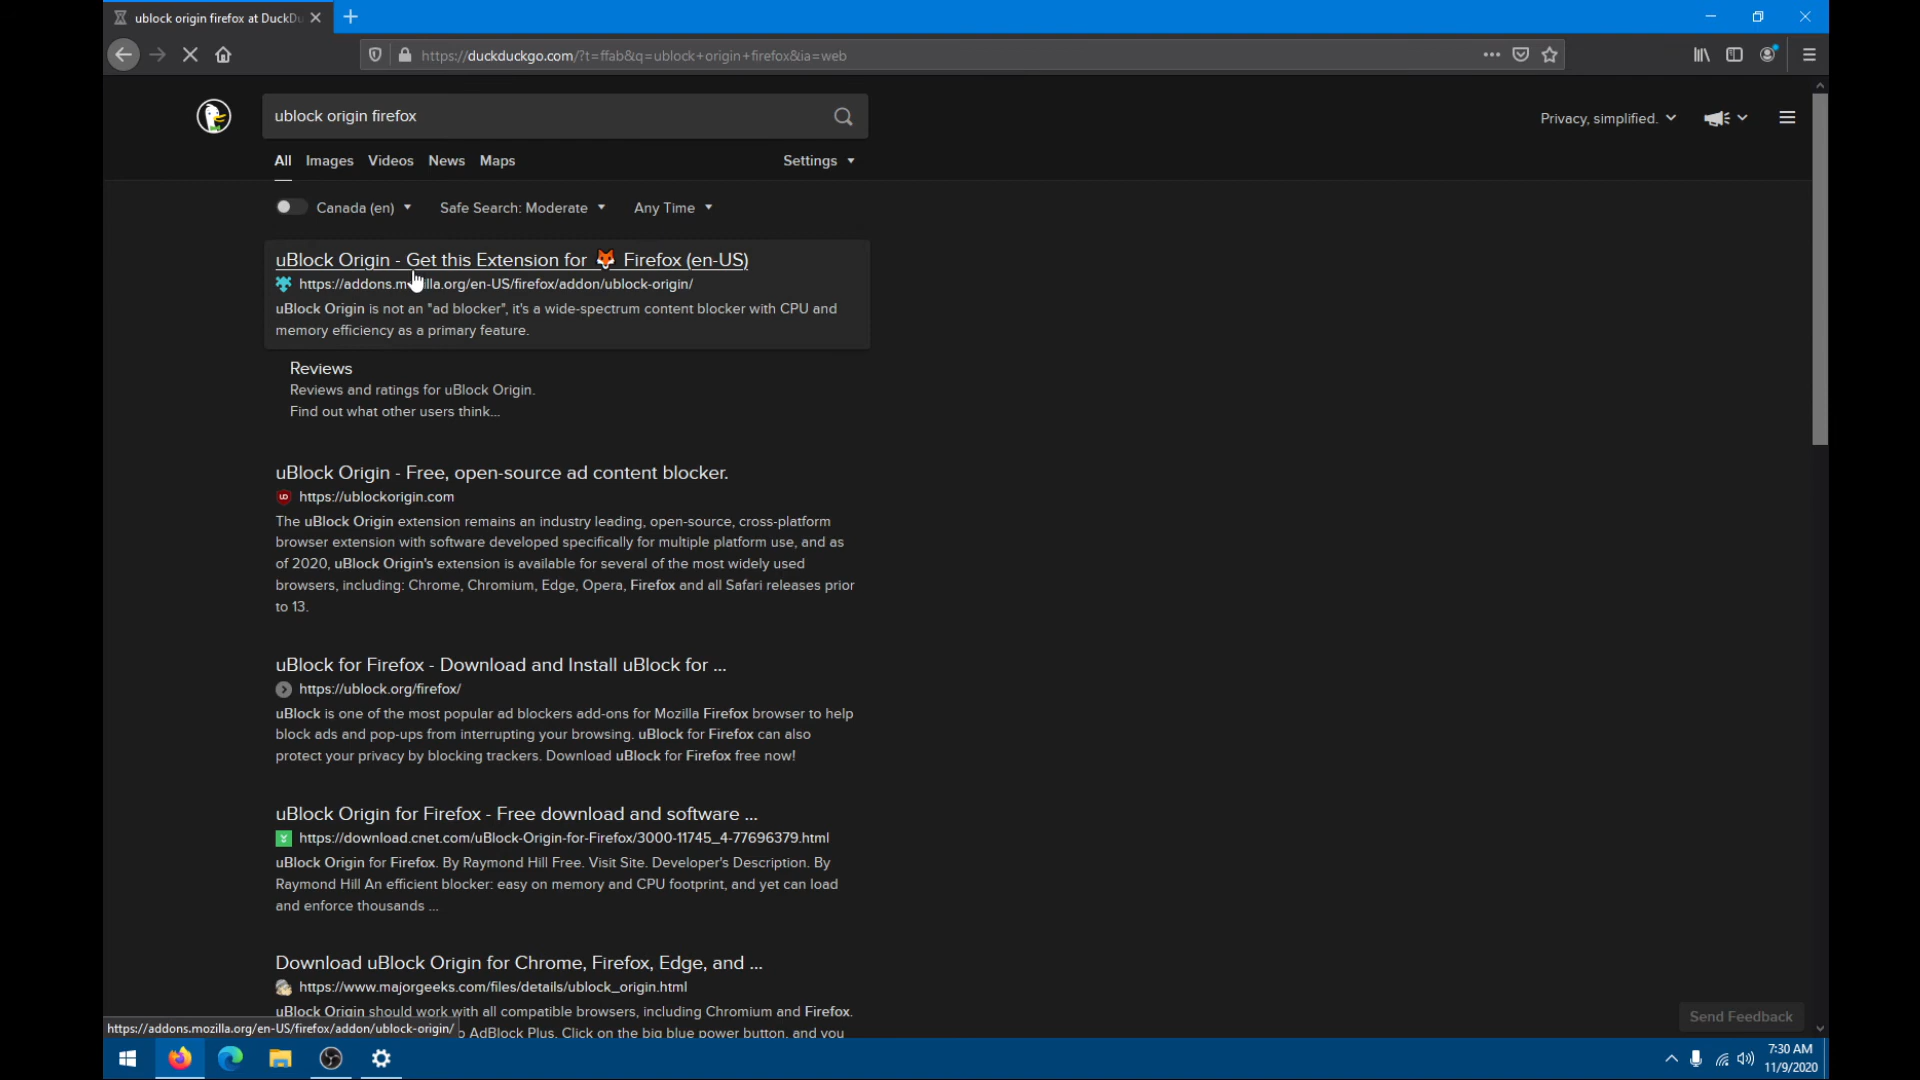 ublock origin firefox at DuckDu
https://duckduckgo.com/?t=ffab&q=ublock+origin+firefox&ia=web
ublock origin firefox
Privacy, simplified.
All Images Videos News Maps Settings
Canada (en) Safe Search: Moderate Any Time
uBlock Origin - Get this Extension for 🦊 Firefox (en-US)
https://addons.mozilla.org/en-US/firefox/addon/ublock-origin/
uBlock Origin is not an "ad blocker", it's a wide-spectrum content blocker with CPU and
memory efficiency as a primary feature.
Reviews
Reviews and ratings for uBlock Origin.
Find out what other users think...
uBlock Origin - Free, open-source ad content blocker.
https://ublockorigin.com
The uBlock Origin extension remains an industry leading, open-source, cross-platform
browser extension with software developed specifically for multiple platform use, and as
of 2020, uBlock Origin's extension is available for several of the most widely used
browsers, including: Chrome, Chromium, Edge, Opera, Firefox and all Safari releases prior
to 13.
uBlock for Firefox - Download and Install uBlock for ...
https://ublock.org/firefox/
uBlock is one of the most popular ad blockers add-ons for Mozilla Firefox browser to help
block ads and pop-ups from interrupting your browsing. uBlock for Firefox can also
protect your privacy by blocking trackers. Download uBlock for Firefox free now!
uBlock Origin for Firefox - Free download and software ...
https://download.cnet.com/uBlock-Origin-for-Firefox/3000-11745_4-77696379.html
uBlock Origin for Firefox. By Raymond Hill Free. Visit Site. Developer's Description. By
Raymond Hill An efficient blocker: easy on memory and CPU footprint, and yet can load
and enforce thousands ...
Download uBlock Origin for Chrome, Firefox, Edge, and ...
https://www.majorgeeks.com/files/details/ublock_origin.html
uBlock Origin should work with all compatible browsers, including Chromium and Firefox.
AdBlock Plus. Click on the big blue power button, and you
Send Feedback
https://addons.mozilla.org/en-US/firefox/addon/ublock-origin/
7:30 AM
11/9/2020